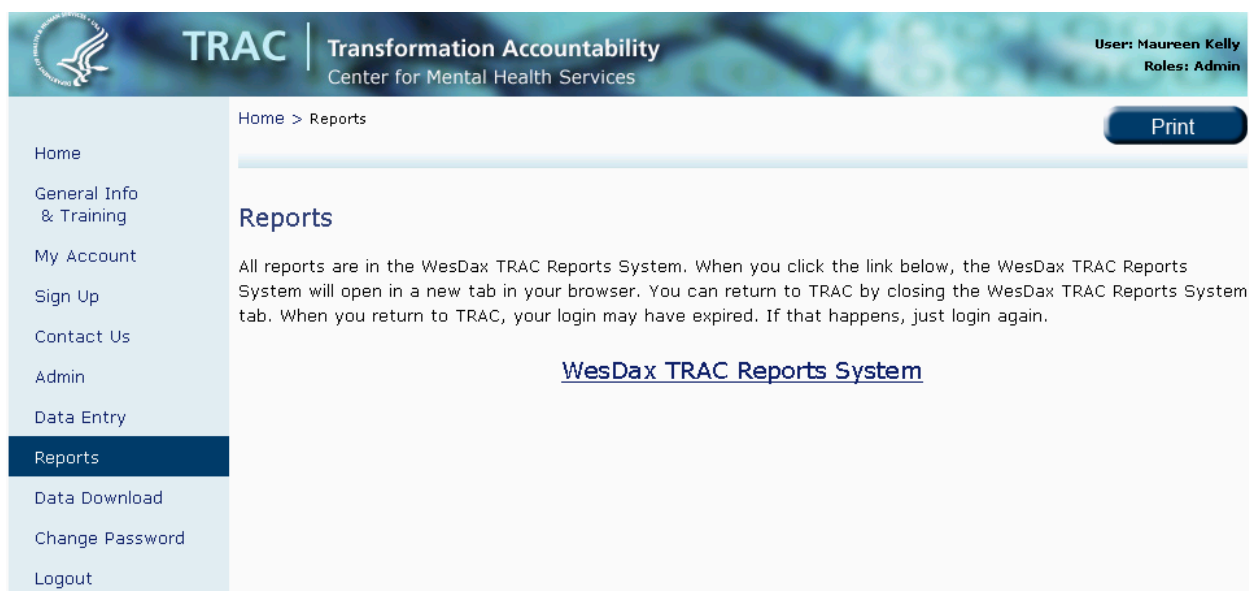 TRAC
Transformation Accountability
Center for Mental Health Services
User: Maureen Kelly
Roles: Admin
Home > Reports
Print
Home
General Info
& Training
My Account
Sign Up
Contact Us
Admin
Data Entry
Reports
Data Download
Change Password
Logout
Reports
All reports are in the WesDax TRAC Reports System. When you click the link below, the WesDax TRAC Reports
System will open in a new tab in your browser. You can return to TRAC by closing the WesDax TRAC Reports System
tab. When you return to TRAC, your login may have expired. If that happens, just login again.
WesDax TRAC Reports System